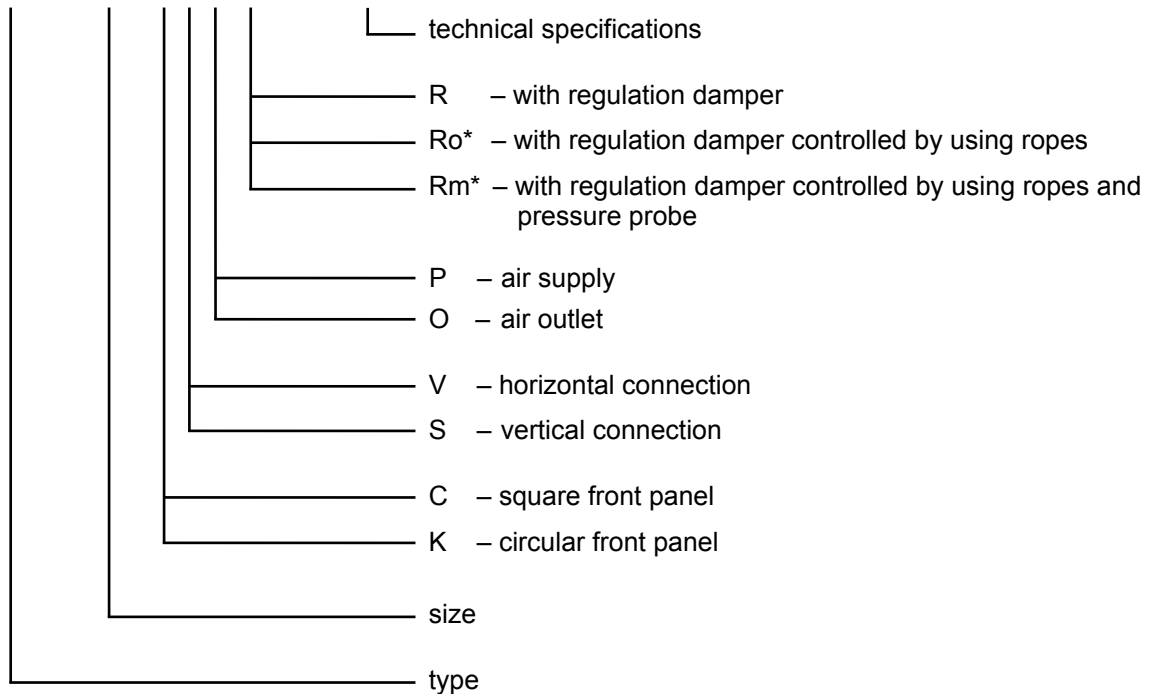 technical specifications
R – with regulation damper
Ro* – with regulation damper controlled by using ropes
Rm* – with regulation damper controlled by using ropes and
pressure probe
P – air supply
O – air outlet
V – horizontal connection
S – vertical connection
C – square front panel
K – circular front panel
size
type